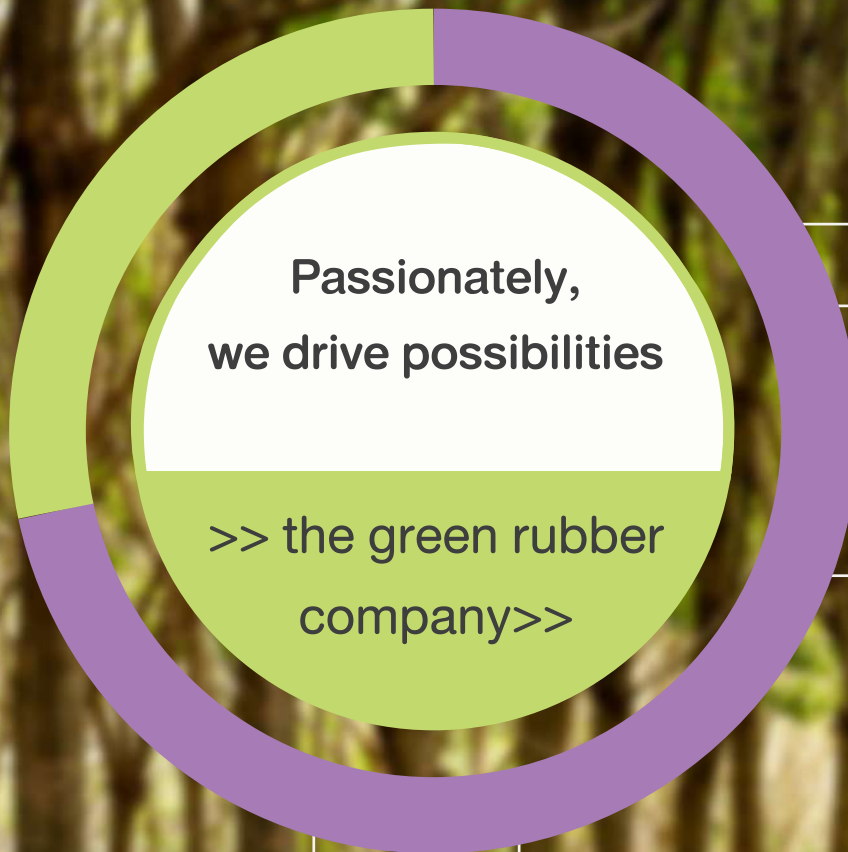 Passionately,
we drive possibilities
>> the green rubber
company>>